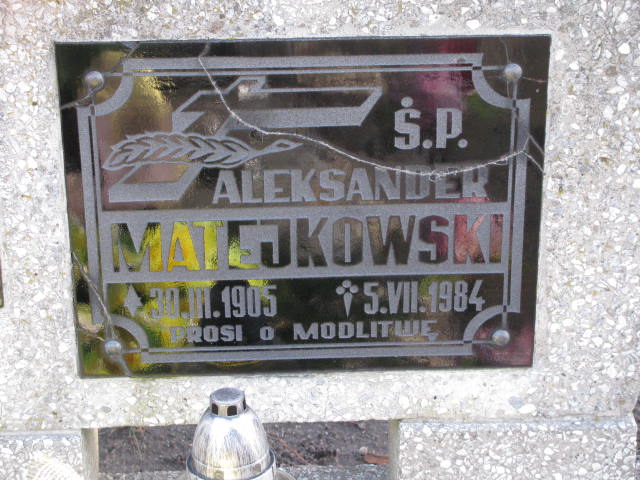 Ś.P.
ALEKSANDER
MATEJKOWSKI
30.III.1905 5.VII.1984
PROSI O MODLITWĘ